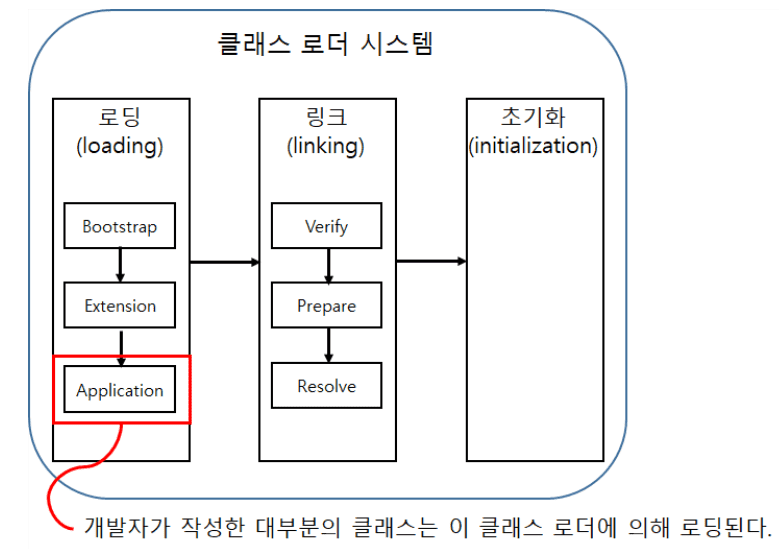 클래스 로더 시스템
로딩
(loading)
Bootstrap
Extension
Application
링크
(linking)
Verify
Prepare
Resolve
초기화
(initialization)
개발자가 작성한 대부분의 클래스는 이 클래스 로더에 의해 로딩된다.